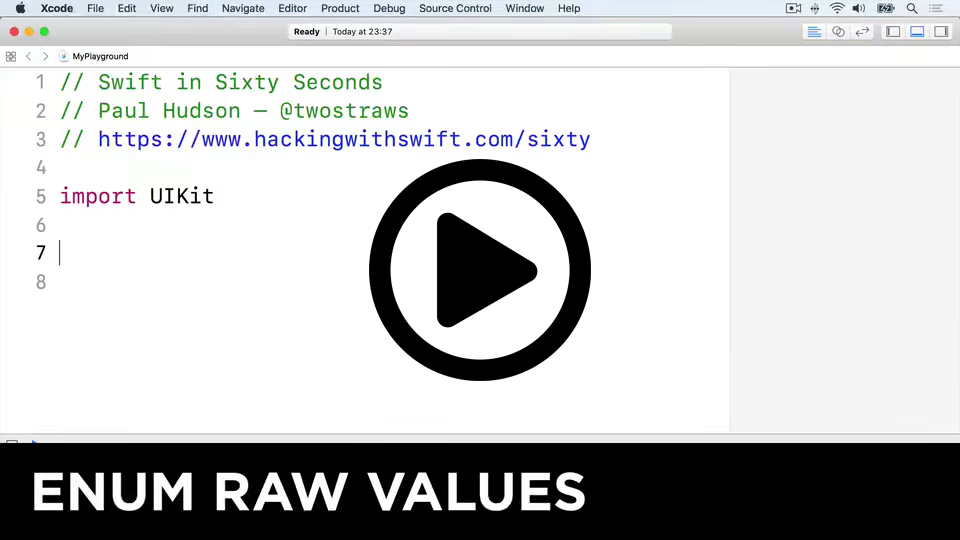 Xcode File Edit View Find Navigate Editor Product Debug Source Control Window Help
Ready | Today at 23:37
MyPlayground
1 // Swift in Sixty Seconds
2 // Paul Hudson — @twostraws
3 // https://www.hackingwithswift.com/sixty
4
5 import UIKit
6
7
8
ENUM RAW VALUES